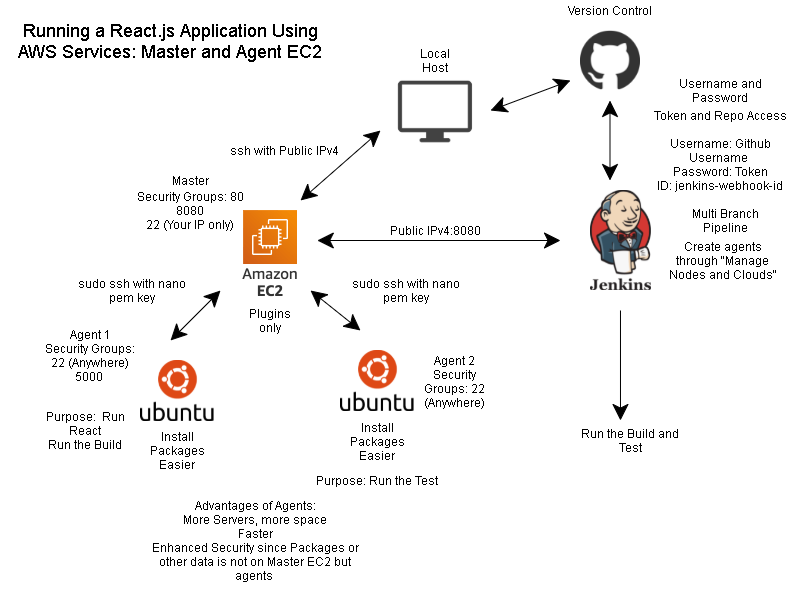 Running a React.js Application Using
AWS Services: Master and Agent EC2
Version Control
Local
Host
Username and
Password
Token and Repo Access
Username: Github
Username
Password: Token
ID: jenkins-webhook-id
Multi Branch
Pipeline
Create agents
through "Manage
Nodes and Clouds"
ssh with Public IPv4
Master
Security Groups: 80
8080
22 (Your IP only)
Public IPv4:8080
Amazon
EC2
Plugins
only
Jenkins
sudo ssh with nano
pem key
sudo ssh with nano
pem key
Agent 1
Security Groups:
22 (Anywhere)
5000
Purpose: Run
React
Run the Build
ubuntu
Install
Packages
Easier
ubuntu
Install
Packages
Easier
Agent 2
Security
Groups: 22
(Anywhere)
Purpose: Run the Test
Run the Build and
Test
Advantages of Agents:
More Servers, more space
Faster
Enhanced Security since Packages or
other data is not on Master EC2 but
agents